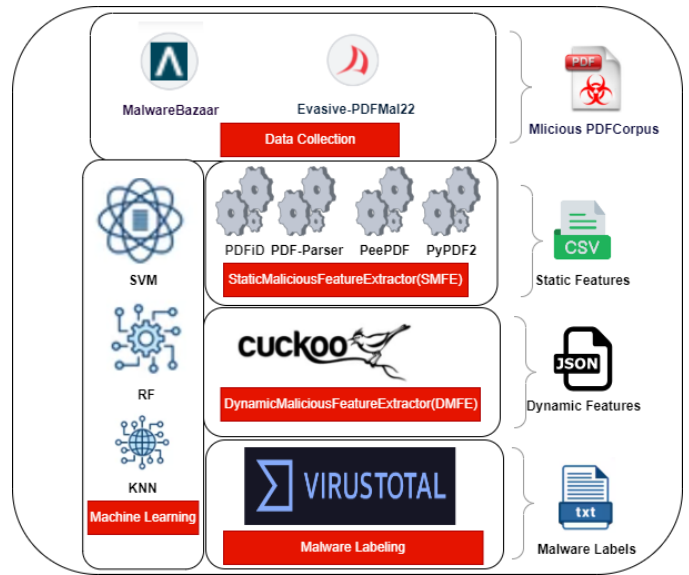 MalwareBazaar
Evasive-PDFMal22
Data Collection
PDF
Mlicious PDFCorpus
SVM
RF
KNN
Machine Learning
PDFiD PDF-Parser PeePDF PyPDF2
StaticMaliciousFeatureExtractor(SMFE)
CSV
Static Features
cuckoo
DynamicMaliciousFeatureExtractor(DMFE)
JSON
Dynamic Features
VIRUSTOTAL
Malware Labeling
txt
Malware Labels